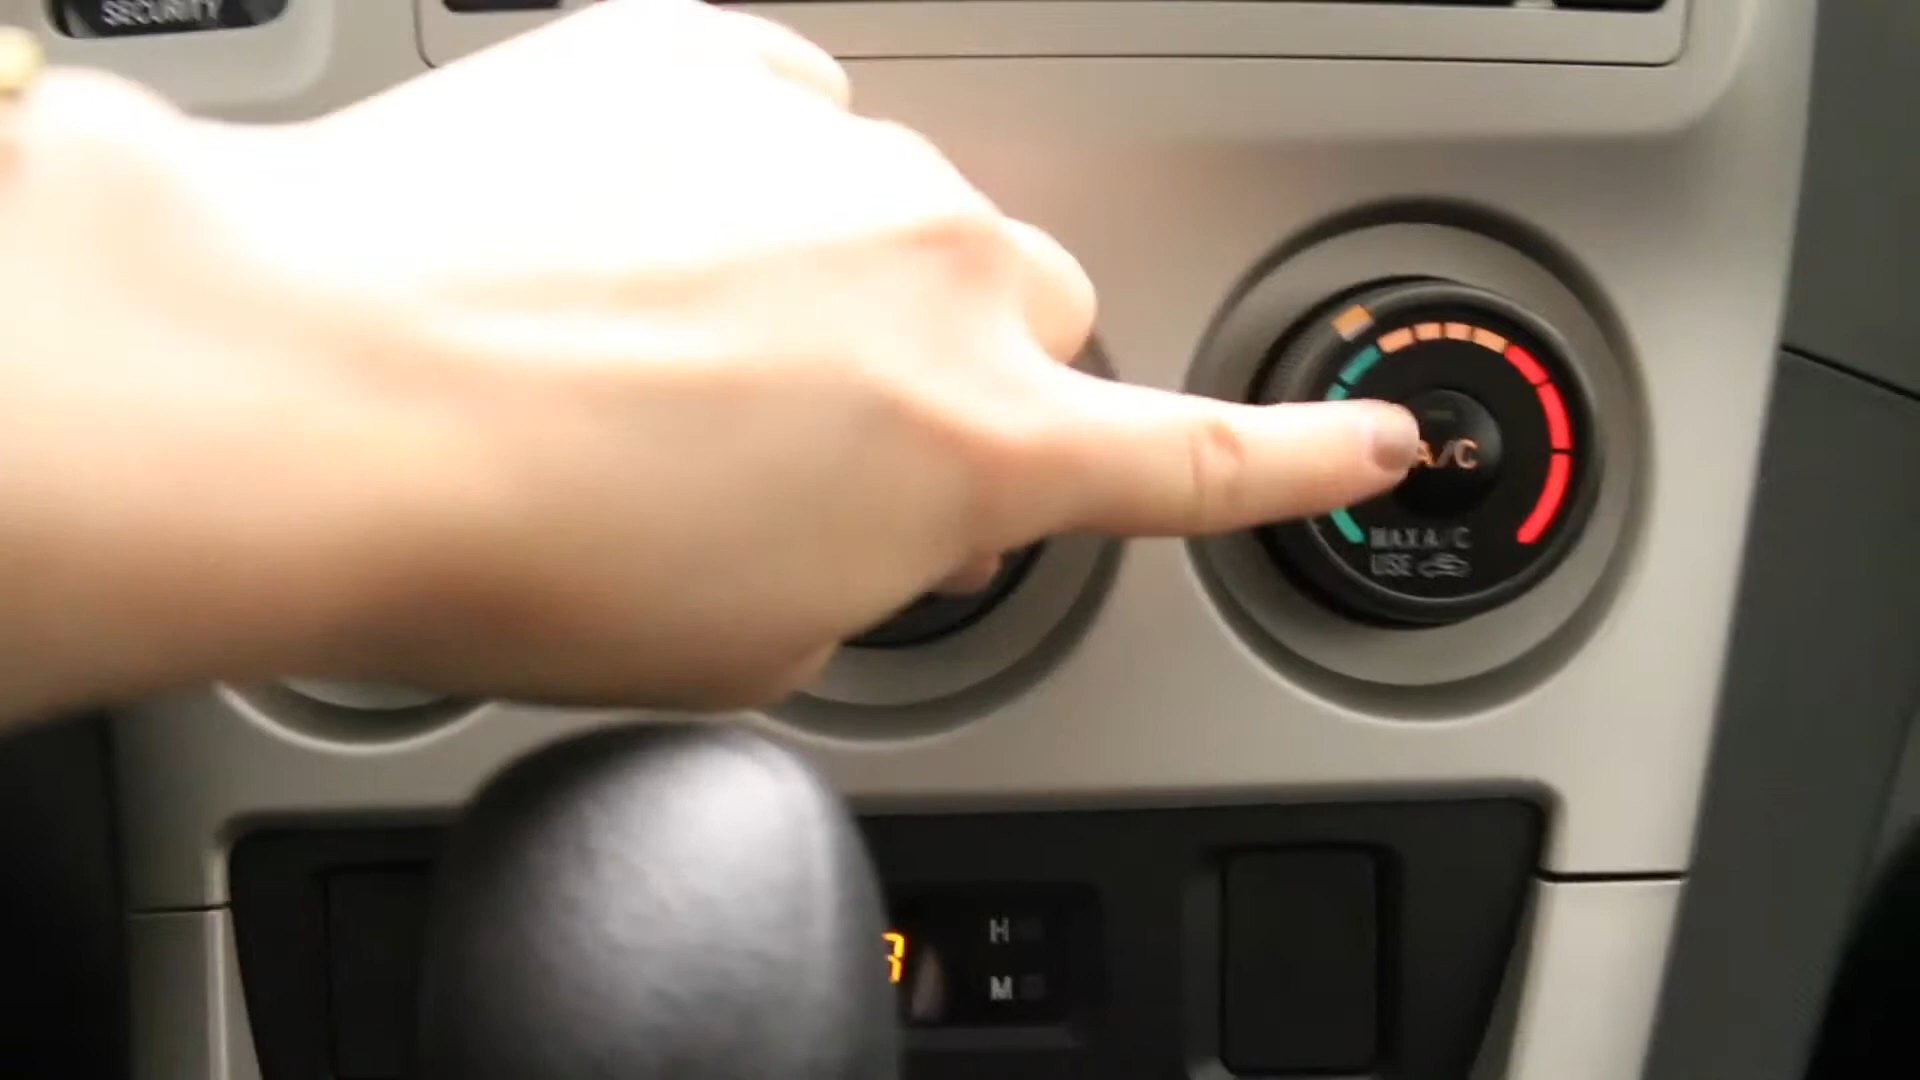 SECURITY
A/C
MAX A/C
USE
H
M